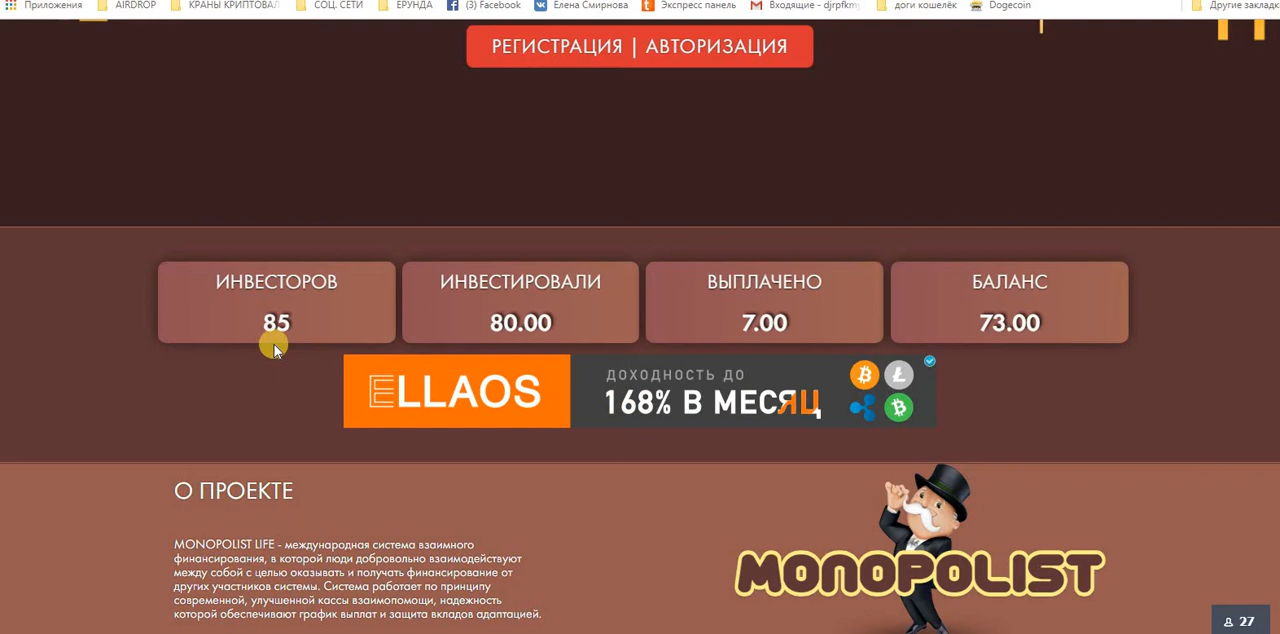 Приложения AIRDROP КРАНЫ КРИПТОВАЛ СОЦ. СЕТИ ЕРУНДА (3) Facebook Елена Смирнова Экспресс панель Входящие - djrpfkmy доги кошелёк Dogecoin Другие заклад
РЕГИСТРАЦИЯ | АВТОРИЗАЦИЯ
ИНВЕСТОРОВ ИНВЕСТИРОВАЛИ ВЫПЛАЧЕНО БАЛАНС
85 80.00 7.00 73.00
ELLAOS
ДОХОДНОСТЬ ДО
168% В МЕСЯЦ
О ПРОЕКТЕ
MONOPOLIST LIFE - международная система взаимного
финансирования, в которой люди добровольно взаимодействуют
между собой с целью оказывать и получать финансирование от
других участников системы. Система работает по принципу
современной, улучшенной кассы взаимопомощи, надежность
которой обеспечивают график выплат и защита вкладов адаптацией.
MONOPOLIST
27